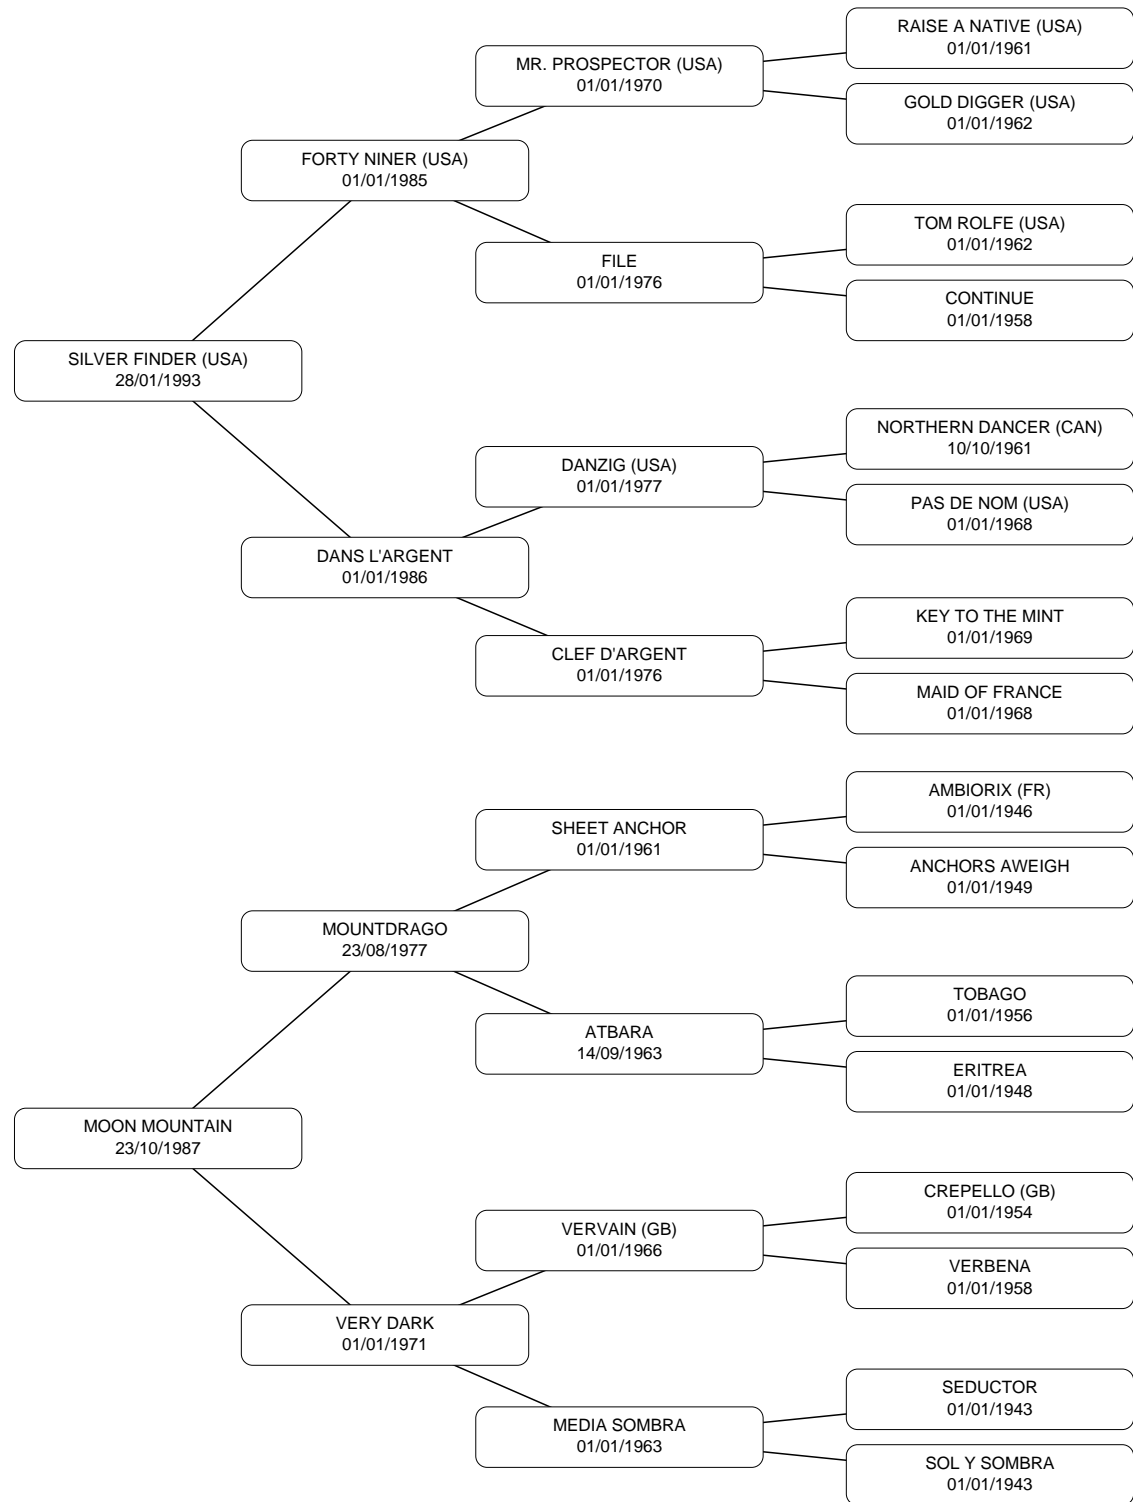 RAISE A NATIVE (USA)
01/01/1961
MR. PROSPECTOR (USA)
01/01/1970
GOLD DIGGER (USA)
01/01/1962
FORTY NINER (USA)
01/01/1985
TOM ROLFE (USA)
01/01/1962
FILE
01/01/1976
CONTINUE
01/01/1958
SILVER FINDER (USA)
28/01/1993
NORTHERN DANCER (CAN)
10/10/1961
DANZIG (USA)
01/01/1977
PAS DE NOM (USA)
01/01/1968
DANS L'ARGENT
01/01/1986
KEY TO THE MINT
01/01/1969
CLEF D'ARGENT
01/01/1976
MAID OF FRANCE
01/01/1968
AMBIORIX (FR)
01/01/1946
SHEET ANCHOR
01/01/1961
ANCHORS AWEIGH
01/01/1949
MOUNTDRAGO
23/08/1977
TOBAGO
01/01/1956
ATBARA
14/09/1963
ERITREA
01/01/1948
MOON MOUNTAIN
23/10/1987
CREPELLO (GB)
01/01/1954
VERVAIN (GB)
01/01/1966
VERBENA
01/01/1958
VERY DARK
01/01/1971
SEDUCTOR
01/01/1943
MEDIA SOMBRA
01/01/1963
SOL Y SOMBRA
01/01/1943